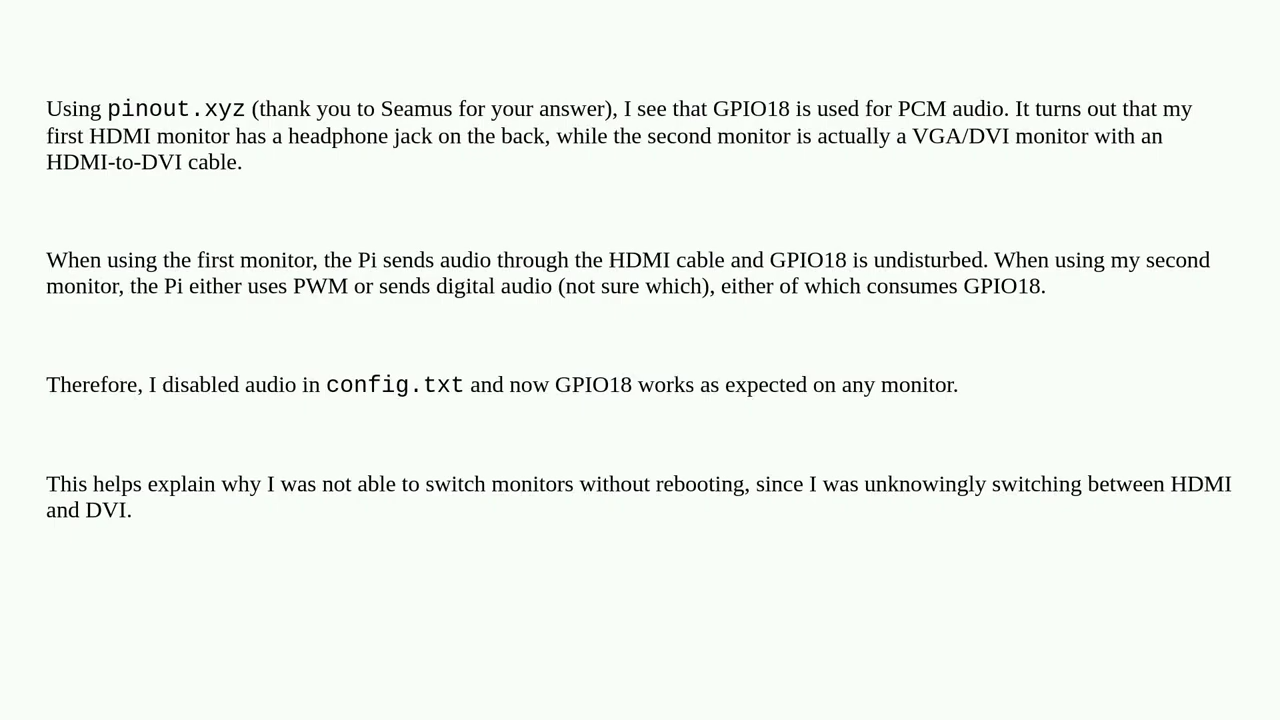 Using pinout.xyz (thank you to Seamus for your answer), I see that GPIO18 is used for PCM audio. It turns out that my
first HDMI monitor has a headphone jack on the back, while the second monitor is actually a VGA/DVI monitor with an
HDMI-to-DVI cable.
When using the first monitor, the Pi sends audio through the HDMI cable and GPIO18 is undisturbed. When using my second
monitor, the Pi either uses PWM or sends digital audio (not sure which), either of which consumes GPIO18.
Therefore, I disabled audio in config.txt and now GPIO18 works as expected on any monitor.
This helps explain why I was not able to switch monitors without rebooting, since I was unknowingly switching between HDMI
and DVI.